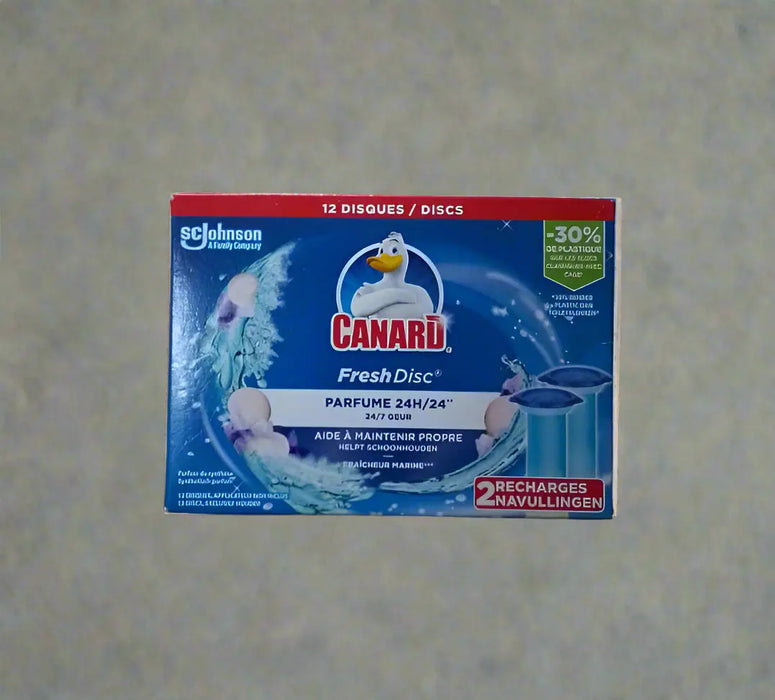 12 DISQUES / DISCS
SC Johnson
A Family Company
-30%
DE PLASTIQUE
CANARD
Fresh Disc
PARFUME 24H/24**
24/7 GEUR
AIDE À MAINTENIR PROPRE
HELPT SCHOONHOUDEN
FRAÎCHEUR MARINE***
2 RECHARGES
NAVULLINGEN